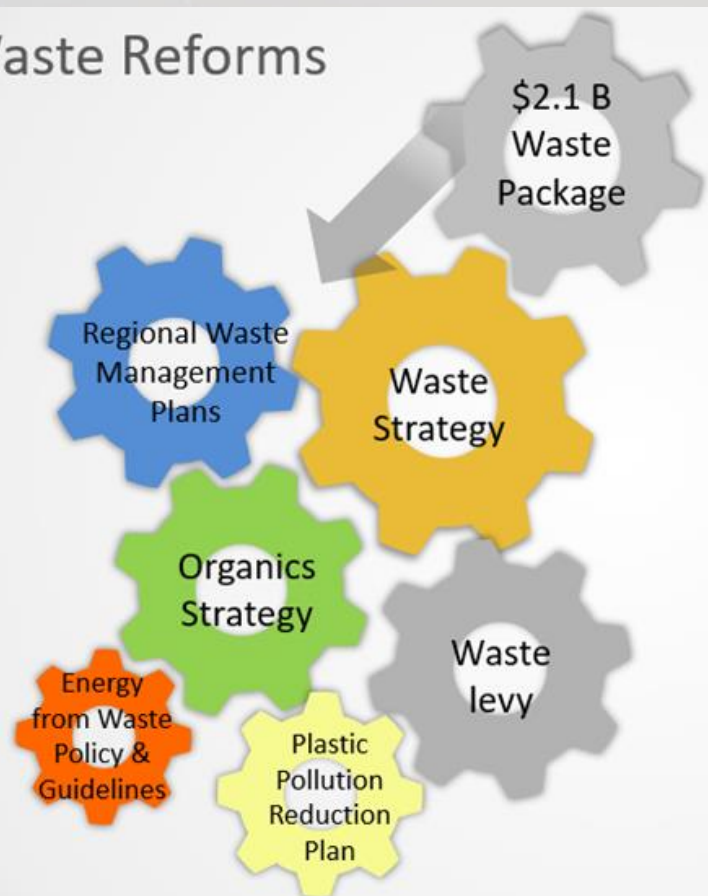 aste Reforms
$2.1 B
Waste
Package
Regional Waste
Management
Plans
Waste
Strategy
Organics
Strategy
Waste
levy
Energy
from Waste
Policy &
Guidelines
Plastic
Pollution
Reduction
Plan